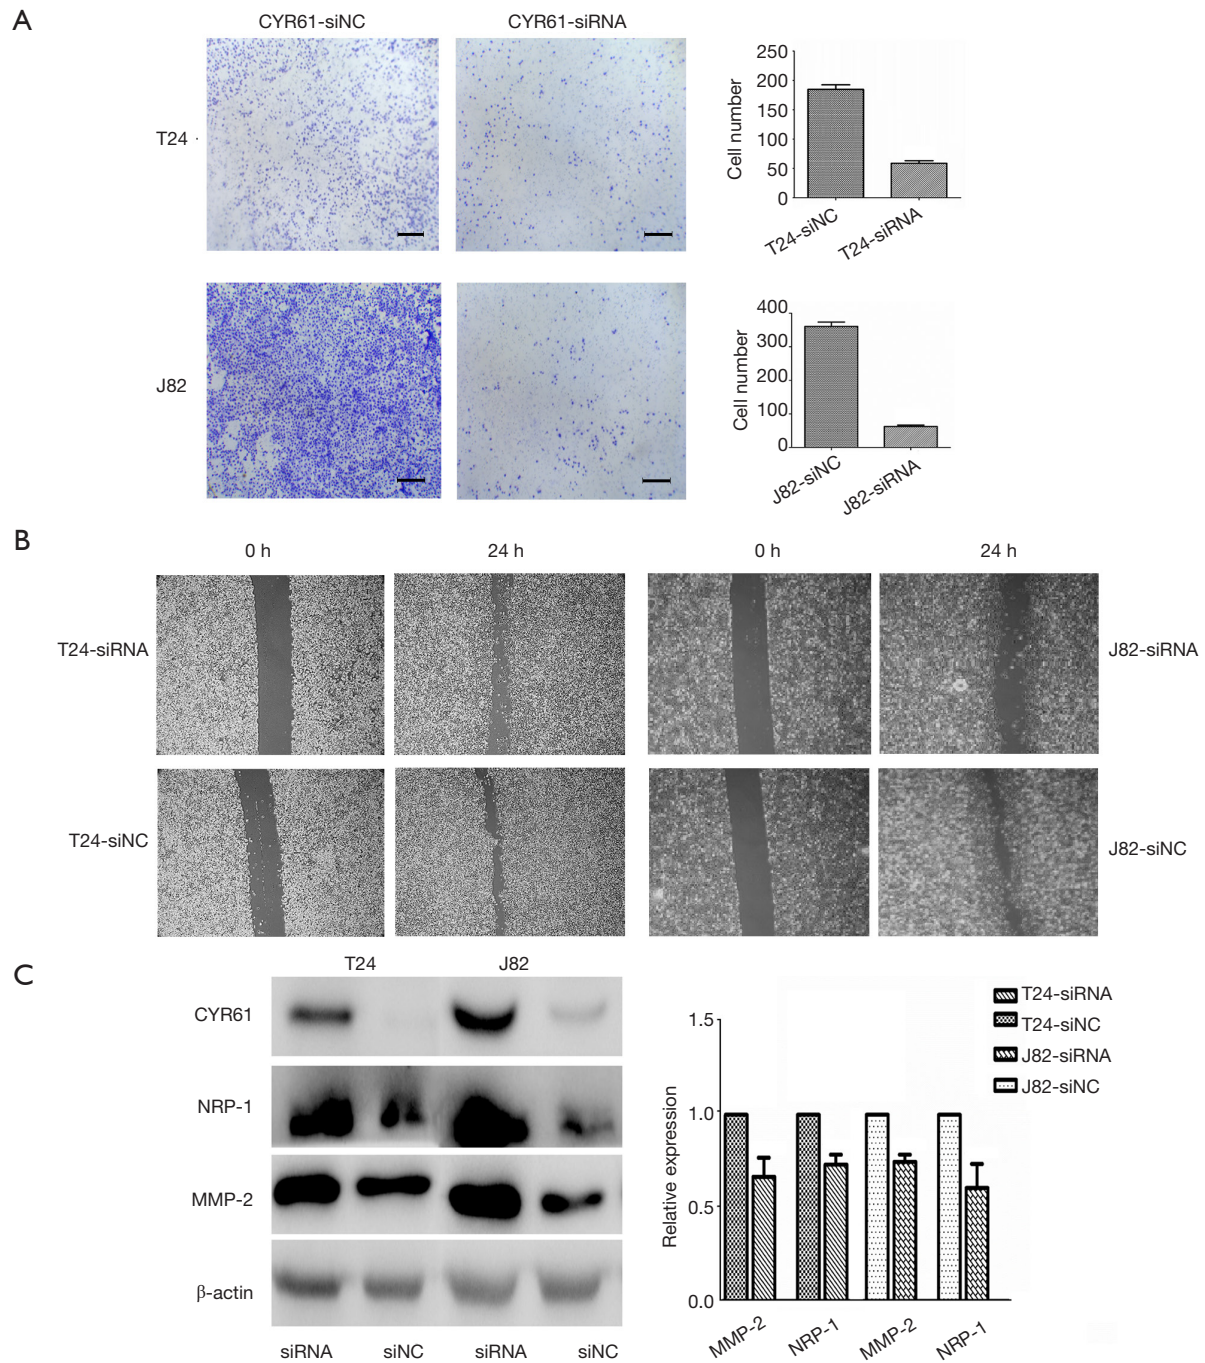 A
CYR61-siNC
CYR61-siRNA
T24
250
200
150
100
50
0
Cell number
T24-siNC
T24-siRNA
J82
400
300
200
100
0
Cell number
J82-siNC
J82-siRNA
B
0 h
24 h
0 h
24 h
T24-siRNA
J82-siRNA
T24-siNC
J82-siNC
C
T24
J82
CYR61
NRP-1
MMP-2
β-actin
siRNA
siNC
siRNA
siNC
T24-siRNA
T24-siNC
J82-siRNA
J82-siNC
1.5
1.0
0.5
0.0
Relative expression
MMP-2
NRP-1
MMP-2
NRP-1